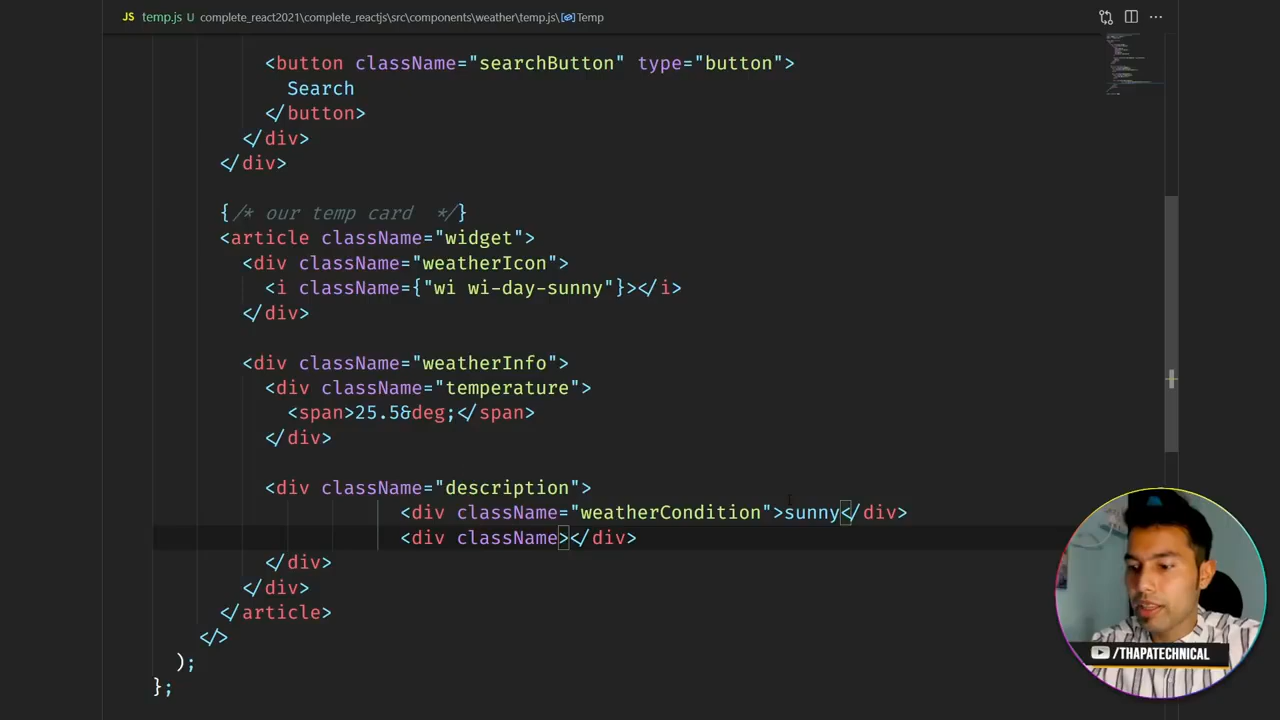 JS temp.js U complete_react2021\complete_reactjs\src\components\weather\temp.js\Temp
<button className="searchButton" type="button">
Search
</button>
</div>
</div>
{/* our temp card  */}
<article className="widget">
<div className="weatherIcon">
<i className={"wi wi-day-sunny"}></i>
</div>
<div className="weatherInfo">
<div className="temperature">
<span>25.5&deg;</span>
</div>
<div className="description">
<div className="weatherCondition">sunny</div>
<div className></div>
</div>
</div>
</article>
</>
);
};
/THAPATECHNICAL